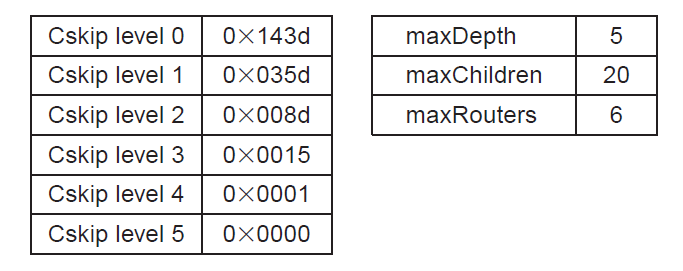 Cskip level 0 0×143d
Cskip level 1 0×035d
Cskip level 2 0×008d
Cskip level 3 0×0015
Cskip level 4 0×0001
Cskip level 5 0×0000
maxDepth 5
maxChildren 20
maxRouters 6